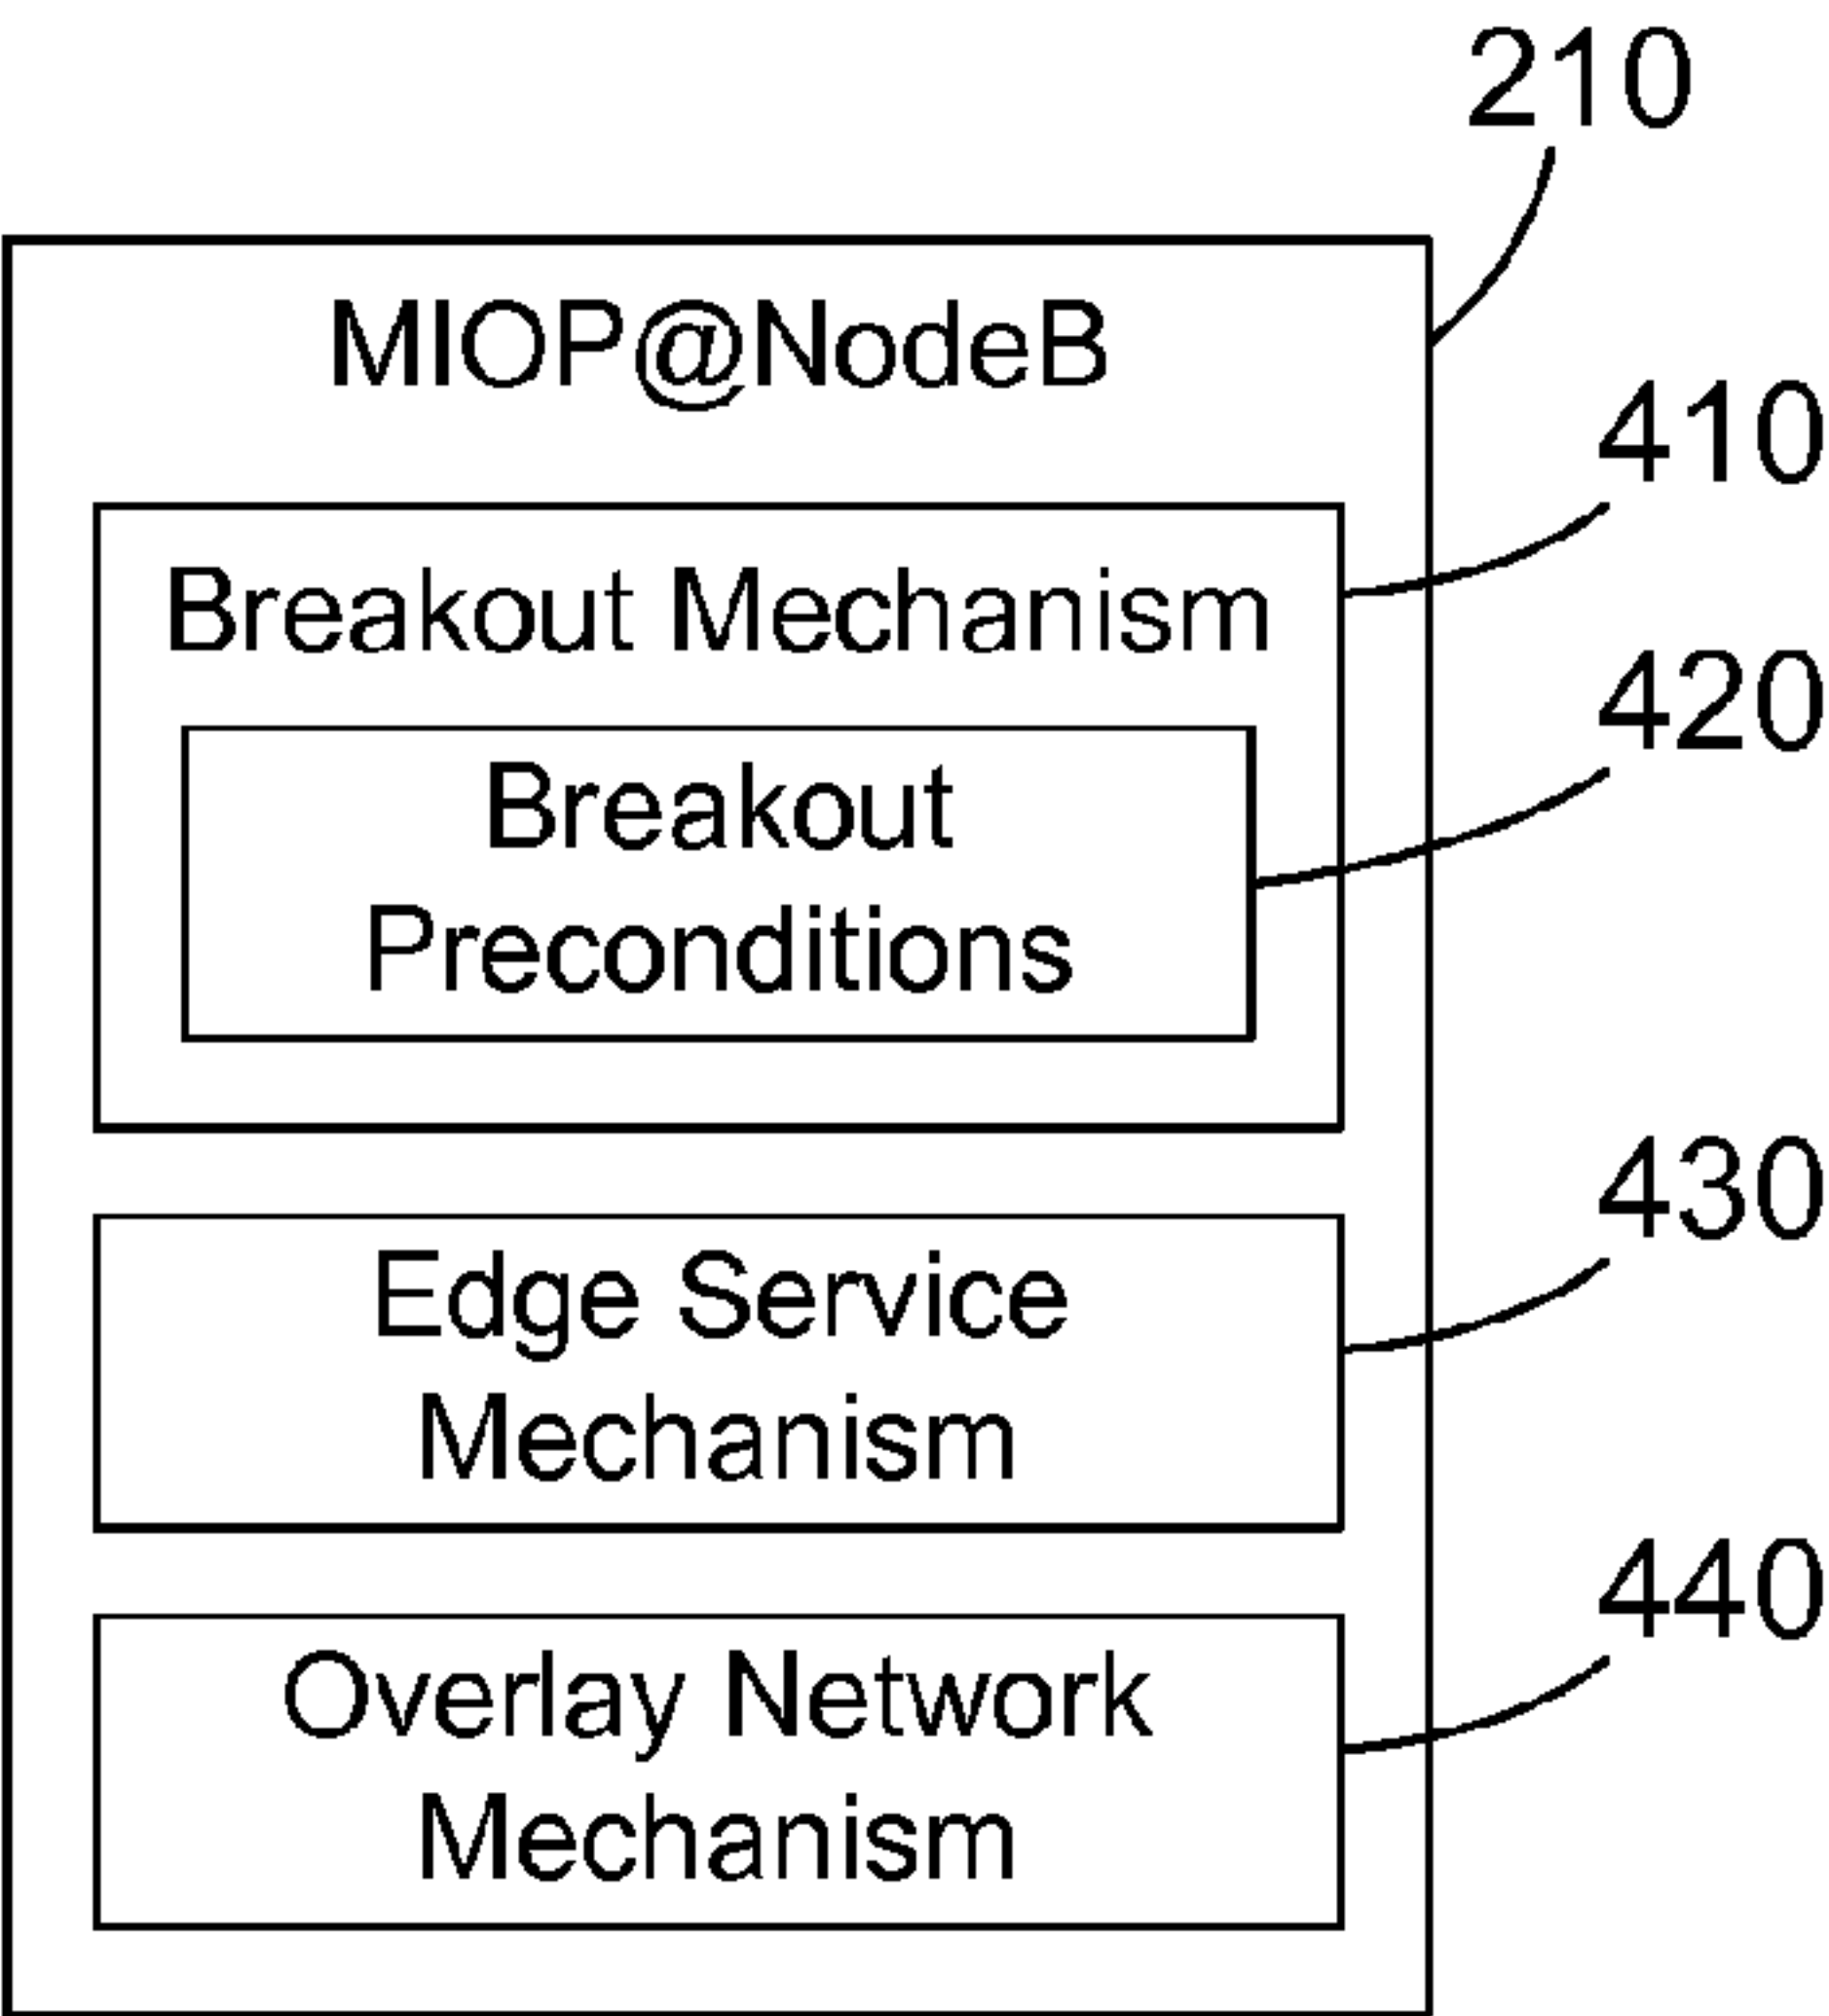 210
MIOP@NodeB
410
Breakout Mechanism
420
Breakout
Preconditions
430
Edge Service
Mechanism
440
Overlay Network
Mechanism